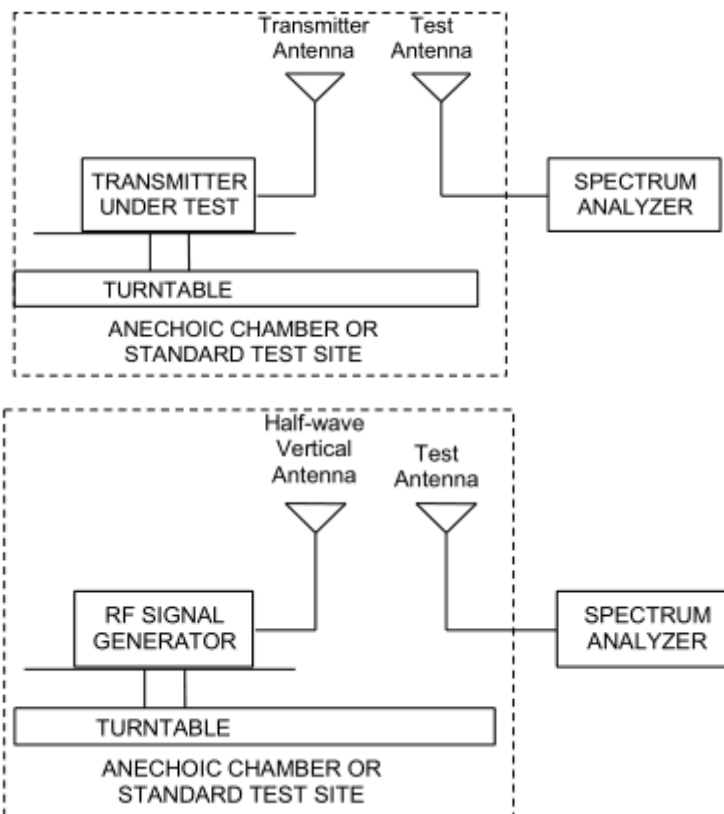 Transmitter
Antenna
Test
Antenna
TRANSMITTER
UNDER TEST
SPECTRUM
ANALYZER
TURNTABLE
ANECHOIC CHAMBER OR
STANDARD TEST SITE
Half-wave
Vertical
Antenna
Test
Antenna
RF SIGNAL
GENERATOR
SPECTRUM
ANALYZER
TURNTABLE
ANECHOIC CHAMBER OR
STANDARD TEST SITE